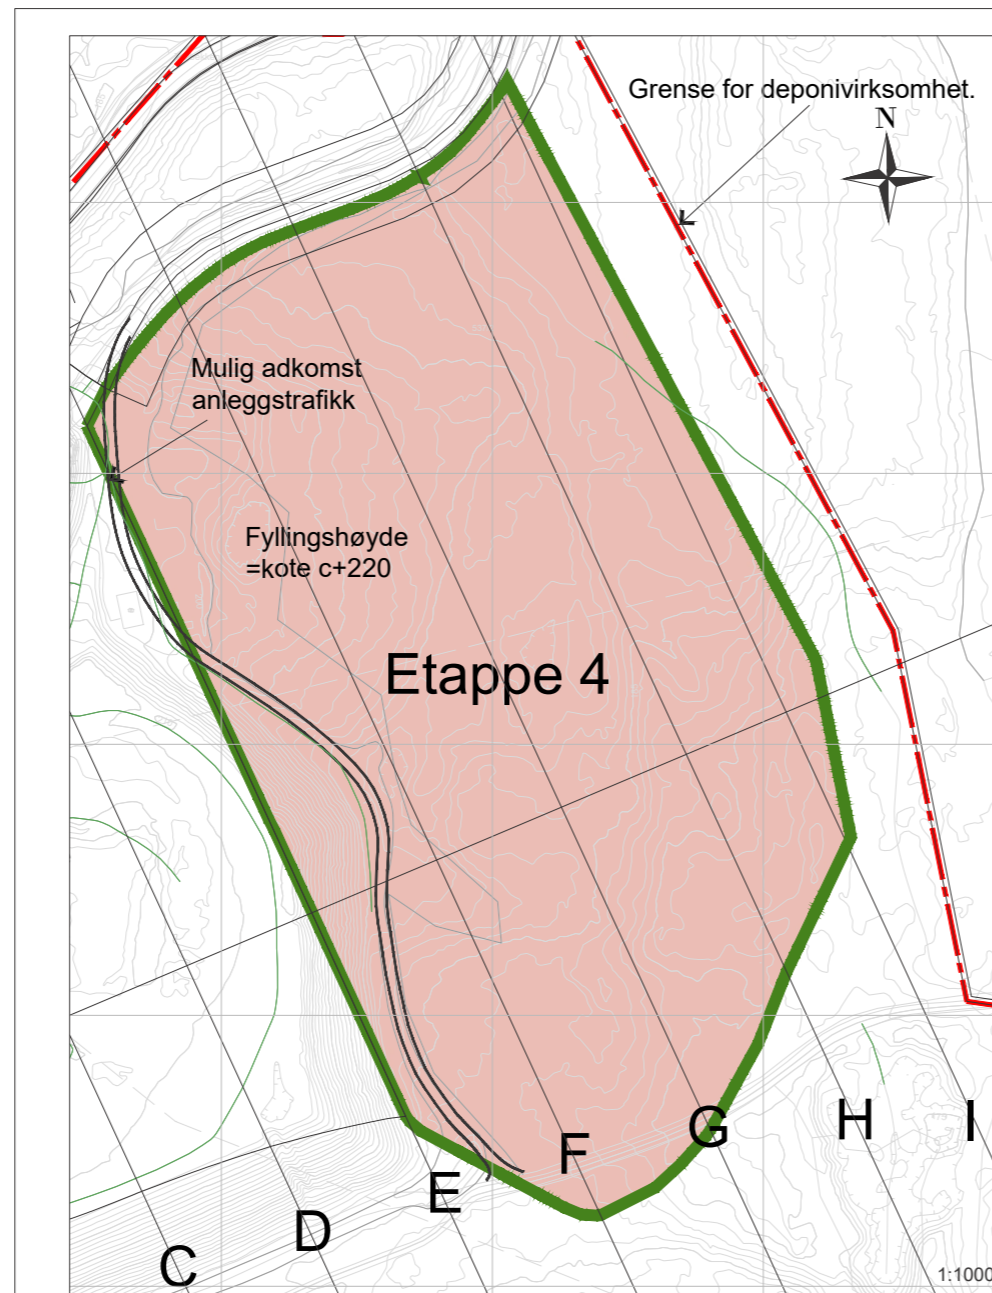 Grense for deponivirksomhet.
N
Mulig adkomst
anleggstrafikk
Fyllingshøyde
=kote c+220
Etappe 4
C
D
E
F
G
H
I
1:1000